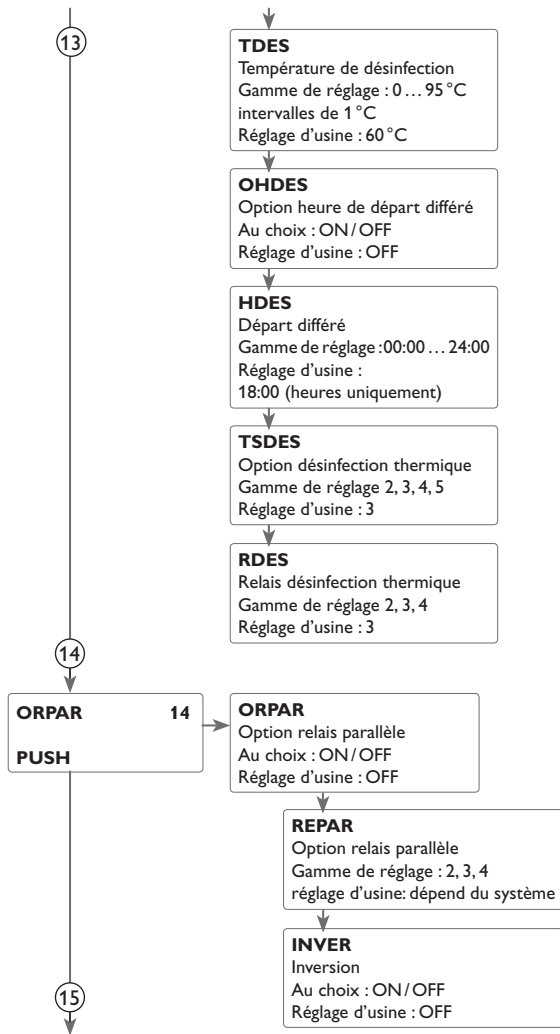 13
TDES
Température de désinfection
Gamme de réglage : 0 … 95 °C
intervalles de 1 °C
Réglage d'usine : 60 °C
OHDES
Option heure de départ différé
Au choix : ON / OFF
Réglage d'usine : OFF
HDES
Départ différé
Gamme de réglage :00:00 … 24:00
Réglage d'usine :
18:00 (heures uniquement)
TSDES
Option désinfection thermique
Gamme de réglage 2, 3, 4, 5
Réglage d'usine : 3
RDES
Relais désinfection thermique
Gamme de réglage 2, 3, 4
Réglage d'usine : 3
14
ORPAR 14
PUSH
ORPAR
Option relais parallèle
Au choix : ON / OFF
Réglage d'usine : OFF
REPAR
Option relais parallèle
Gamme de réglage : 2, 3, 4
réglage d'usine: dépend du système
INVER
Inversion
Au choix : ON / OFF
Réglage d'usine : OFF
15